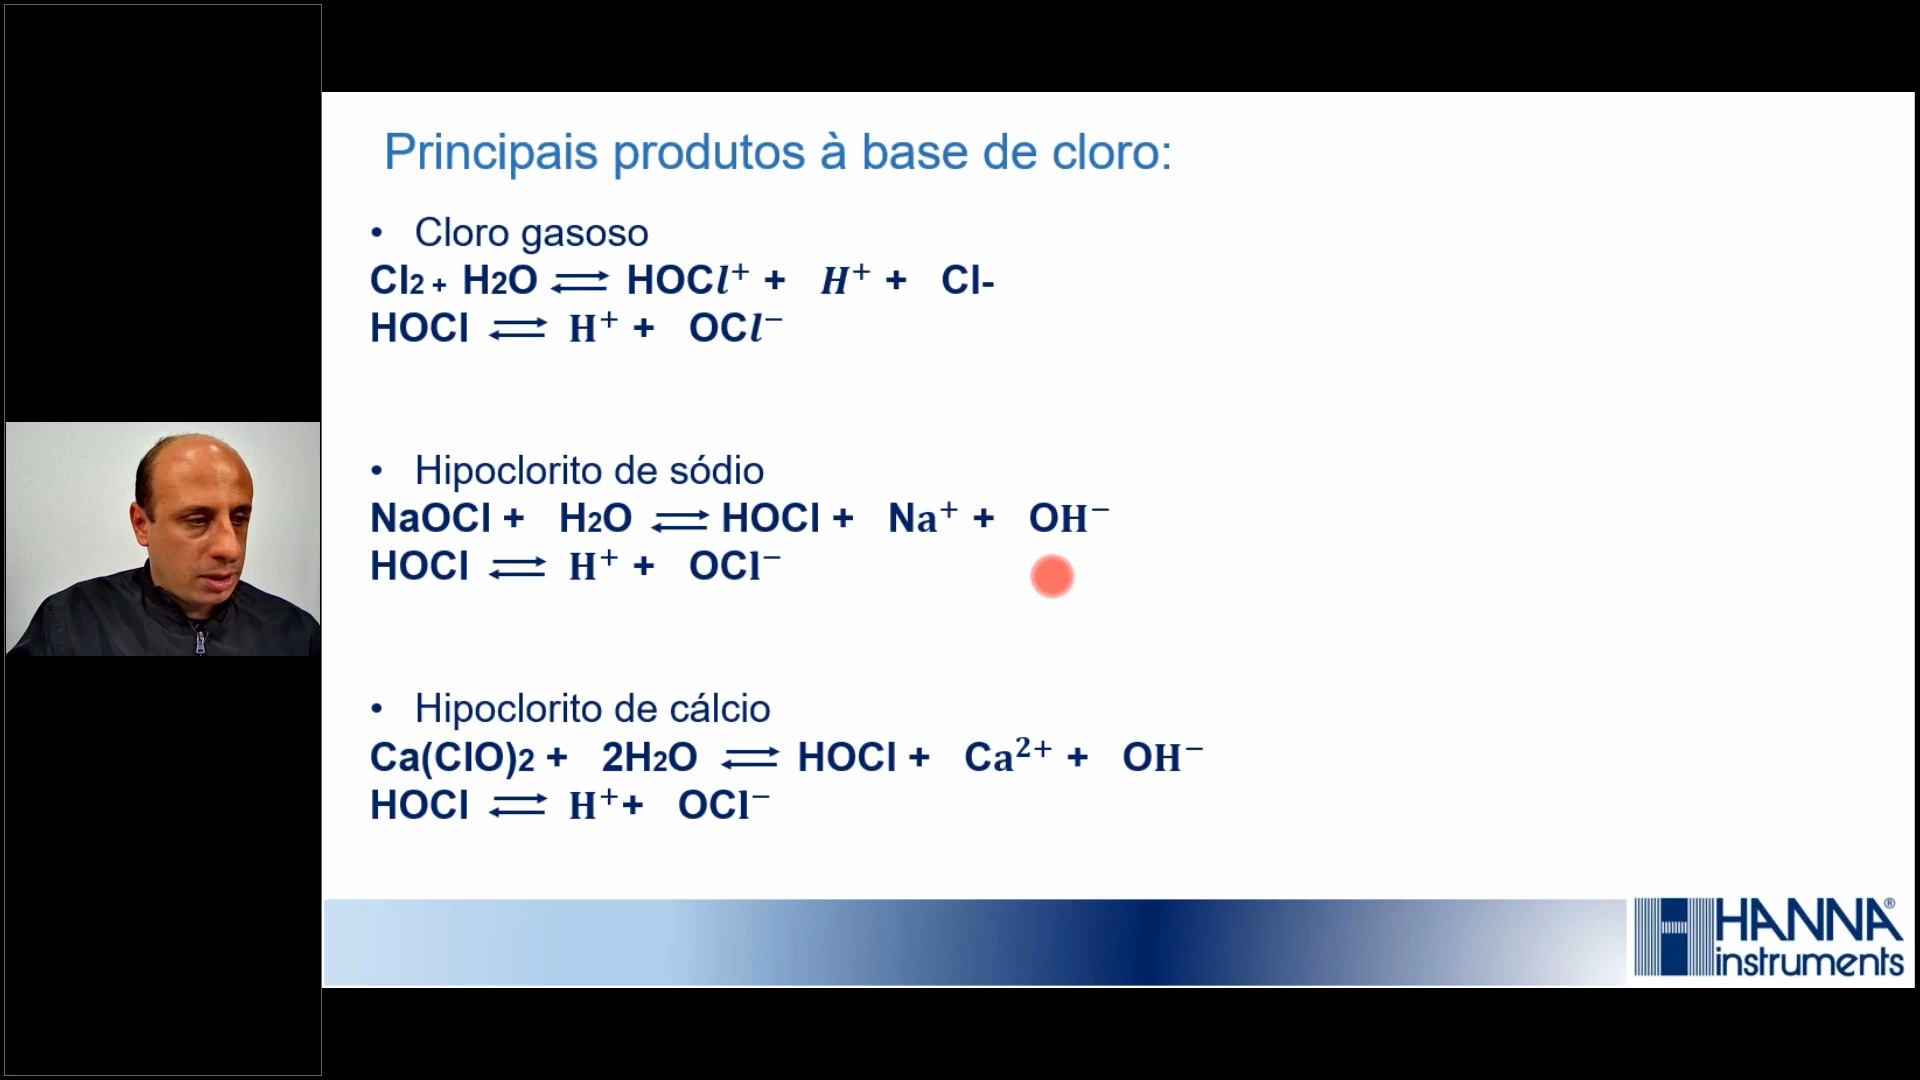 Principais produtos à base de cloro:
• Cloro gasoso
Cl2 + H2O ⇌ HOCl⁺ + H⁺ + Cl-
HOCl ⇌ H⁺ + OCl⁻
• Hipoclorito de sódio
NaOCl + H2O ⇌ HOCl + Na⁺ + OH⁻
HOCl ⇌ H⁺ + OCl⁻
• Hipoclorito de cálcio
Ca(ClO)2 + 2H2O ⇌ HOCl + Ca²⁺ + OH⁻
HOCl ⇌ H⁺+ OCl⁻
HANNA®
instruments